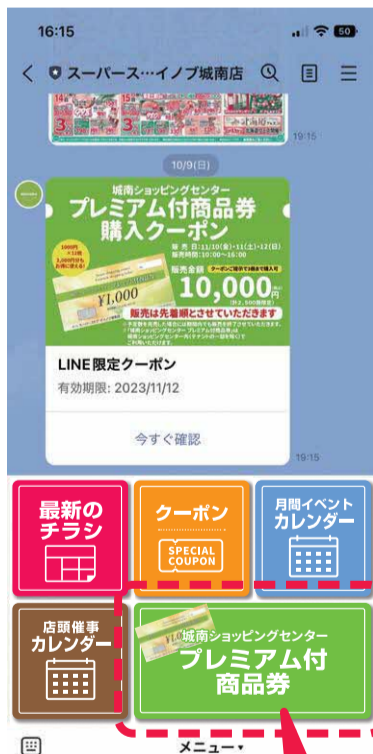 16:15
50
スーパース…イノブ城南店
19:15
10/9(日)
城南ショッピングセンター
プレミアム付商品券
購入クーポン
販 売 日:11/10(金)・11(土)・12(日)
販売時間:10:00〜16:00
販売金額
10,000円
¥1,000
販売は先着順とさせていただきます
LINE限定クーポン
有効期限: 2023/11/12
今すぐ確認
19:15
最新の
チラシ
クーポン
SPECIAL
COUPON
月間イベント
カレンダー
店頭催事
カレンダー
城南ショッピングセンター
プレミアム付
商品券
メニュー▾